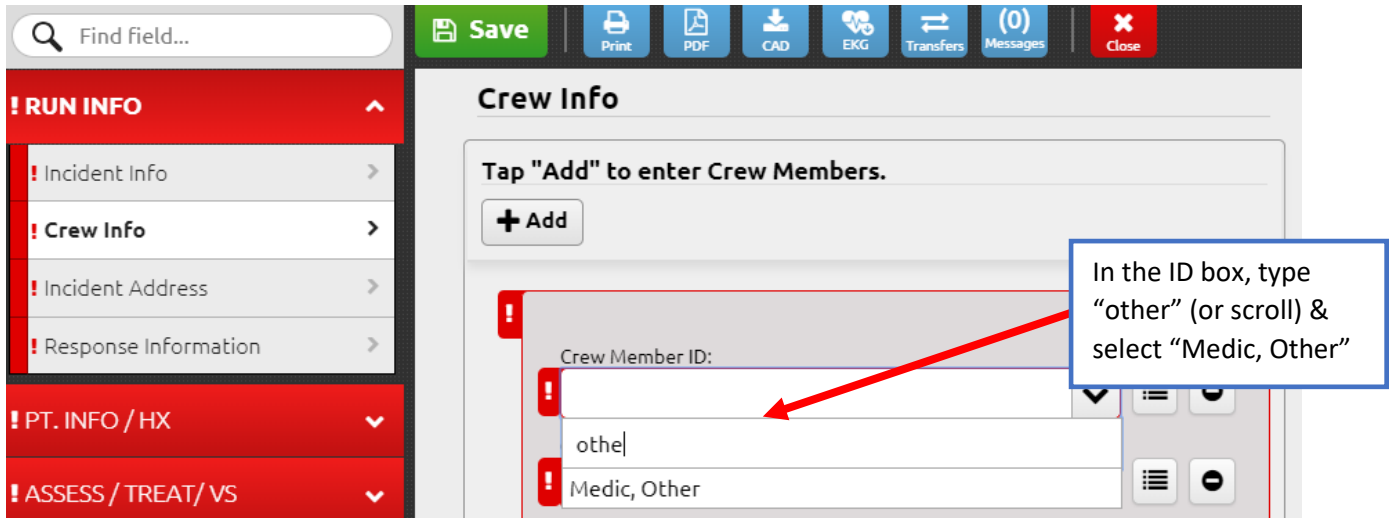 Find field...
Save
Print
PDF
CAD
EKG
Transfers
(0)
Messages
Close
! RUN INFO
! Incident Info
! Crew Info
! Incident Address
! Response Information
! PT. INFO / HX
! ASSESS / TREAT/ VS
Crew Info
Tap "Add" to enter Crew Members.
+ Add
!
Crew Member ID:
!
othe
!
Medic, Other
In the ID box, type
“other” (or scroll) &
select “Medic, Other”